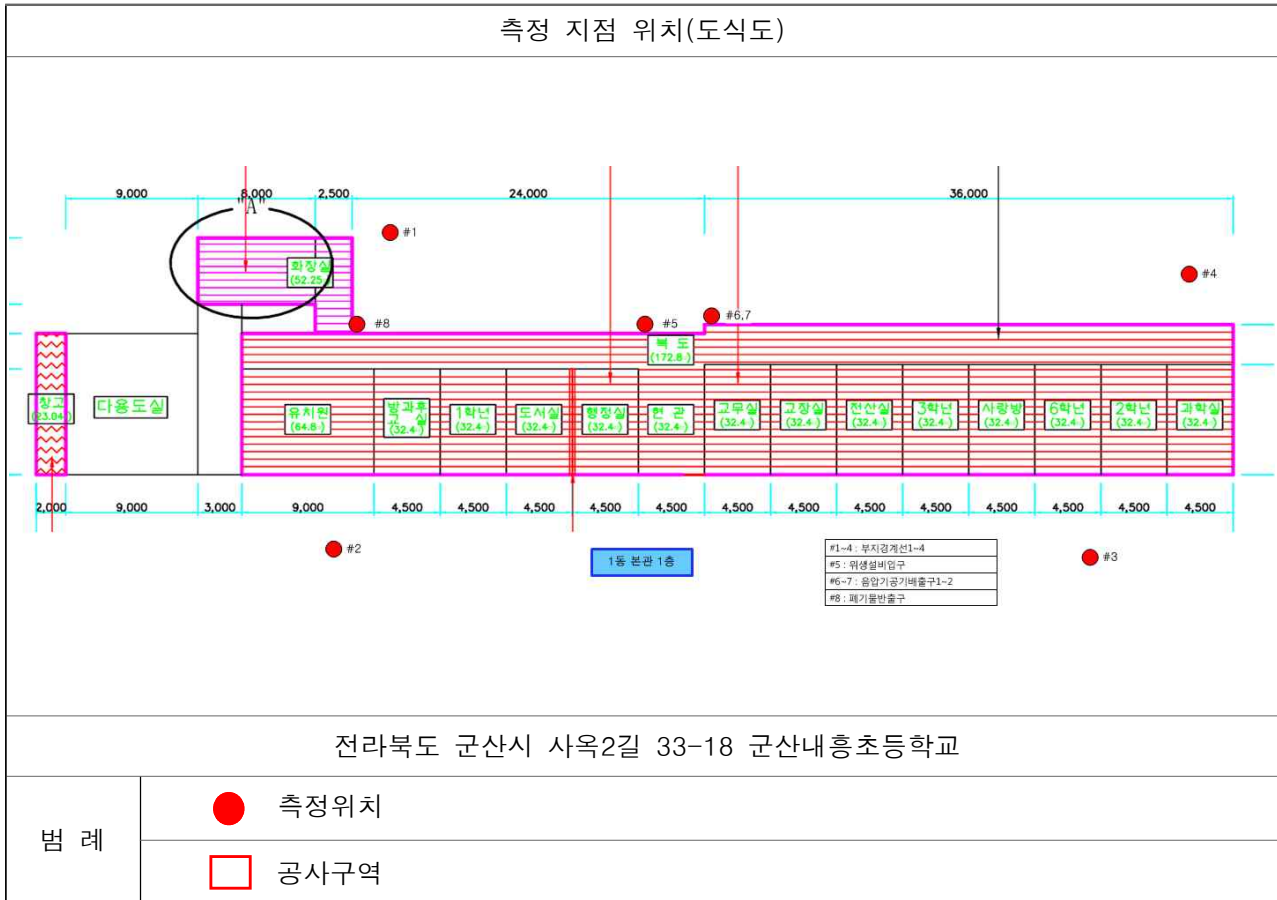 측정 지점 위치(도식도)
9,000
8,000
2,500
24,000
36,000
"A"
#1
#4
화장실
(52.25)
#8
#5
#6,7
복 도
(172.8)
창고
(23.04)
다용도실
유치원
(64.8)
방과후
교 실
(32.4)
1학년
(32.4)
도서실
(32.4)
행정실
(32.4)
현 관
(32.4)
교무실
(32.4)
교장실
(32.4)
전산실
(32.4)
3학년
(32.4)
사랑방
(32.4)
6학년
(32.4)
2학년
(32.4)
과학실
(32.4)
2,000
9,000
3,000
9,000
4,500
4,500
4,500
4,500
4,500
4,500
4,500
4,500
4,500
4,500
4,500
4,500
4,500
#2
1동 본관 1층
#1~4 : 부지경계선1~4
#5 : 위생설비입구
#6~7 : 음압기공기배출구1~2
#8 : 폐기물반출구
#3
전라북도 군산시 사옥2길 33-18 군산내흥초등학교
범 례
측정위치
공사구역